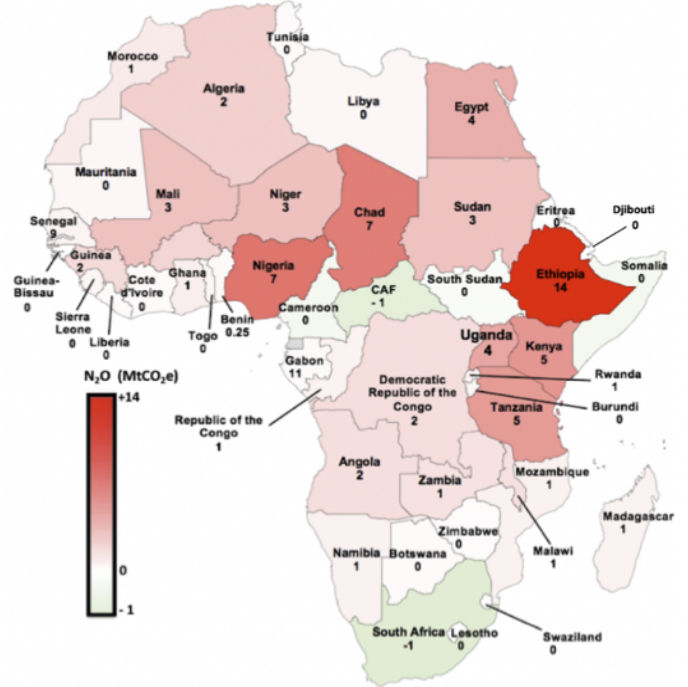 Tunisia
0
Morocco
1
Algeria
2
Libya
0
Egypt
4
Mauritania
0
Mali
3
Niger
3
Chad
7
Sudan
3
Eritrea
0
Djibouti
0
Senegal
9
Guinea
2
Guinea-
Bissau
0
Sierra
Leone
0
Liberia
0
Cote
d'Ivoire
0
Ghana
1
Togo
0
Benin
0.25
Nigeria
7
Cameroon
0
CAF
- 1
South Sudan
0
Ethiopia
14
Somalia
0
Uganda
4
Kenya
5
Gabon
11
Republic of the
Congo
1
Democratic
Republic of the
Congo
2
Rwanda
1
Burundi
0
Tanzania
5
N₂O (MtCO₂e)
+14
0
- 1
Angola
2
Zambia
1
Mozambique
1
Malawi
1
Madagascar
1
Zimbabwe
0
Namibia
1
Botswana
0
South Africa
-1
Lesotho
0
Swaziland
0